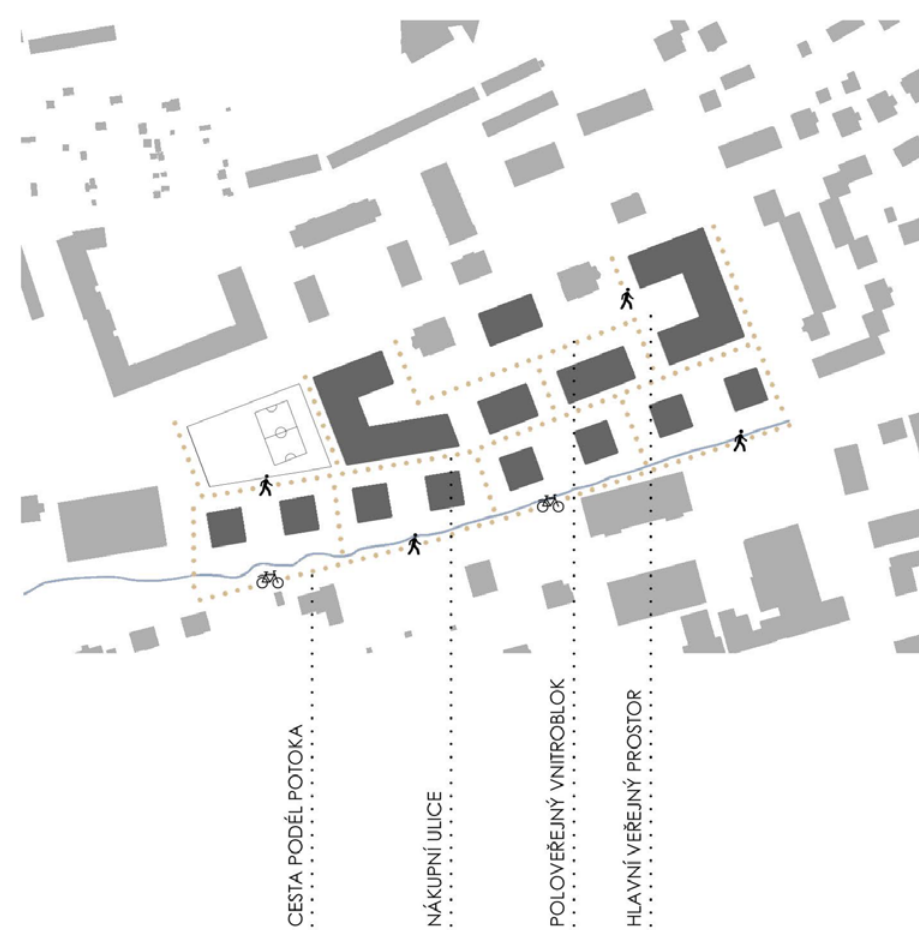 CESTA PODÉL POTOKA
NÁKUPNÍ ULICE
POLOVEŘEJNÝ VNITROBLOK
HLAVNÍ VEŘEJNÝ PROSTOR